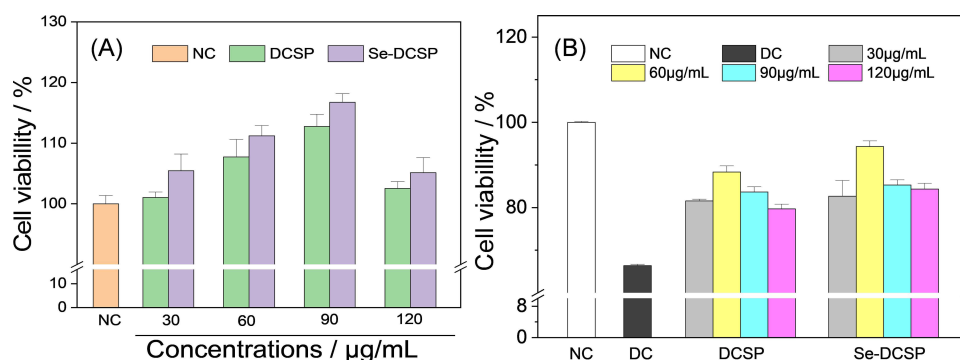 (A)
NC DCSP Se-DCSP
Cell viabillity / %
130
120
110
100
10
0
NC 30 60 90 120
Concentrations / µg/mL
(B)
NC DC 30µg/mL
60µg/mL 90µg/mL 120µg/mL
Cell viability / %
120
100
80
8
0
NC DC DCSP Se-DCSP